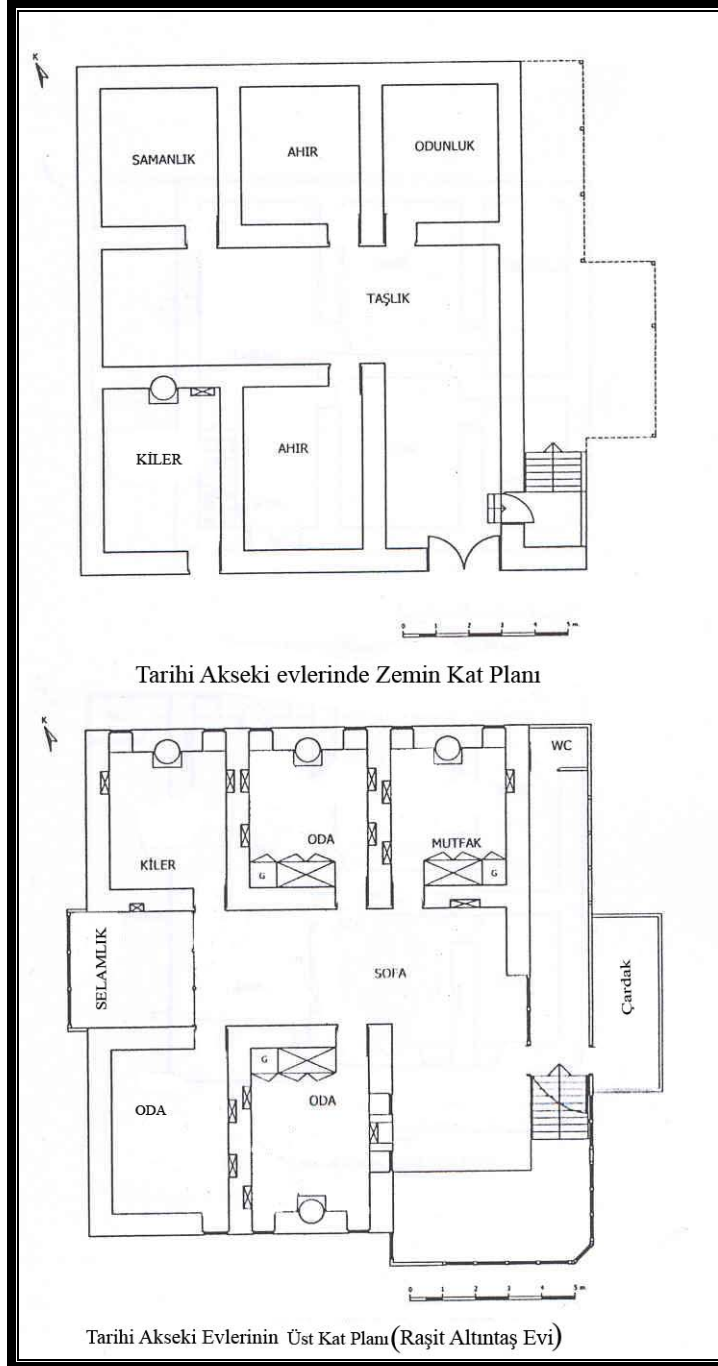 K
SAMANLIK
AHIR
ODUNLUK
TAŞLIK
KİLER
AHIR
0 1 2 3 4 5 m.
Tarihi Akseki evlerinde Zemin Kat Planı
K
WC
KİLER
ODA
MUTFAK
G
G
SELAMLIK
SOFA
Çardak
G
ODA
ODA
0 1 2 3 4 5 m
Tarihi Akseki Evlerinin Üst Kat Planı (Raşit Altıntaş Evi)